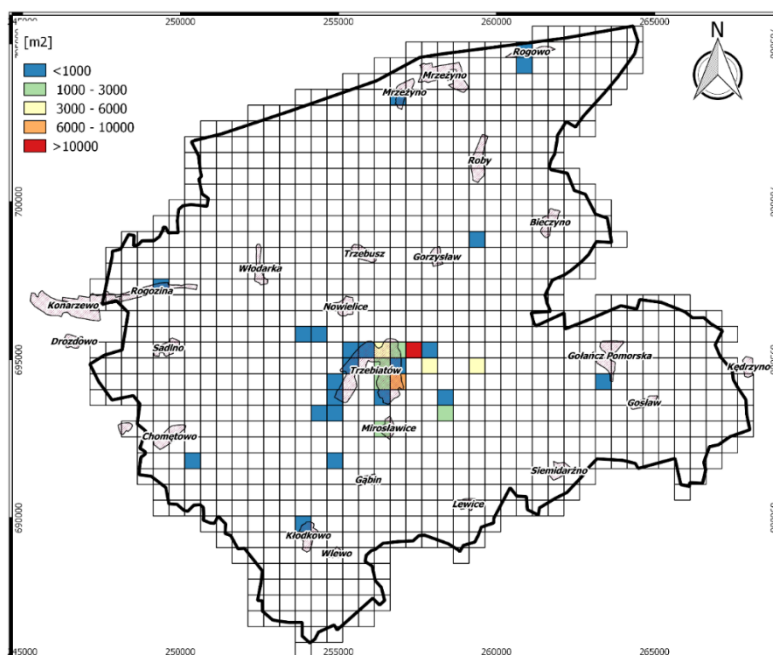 245000
250000
255000
260000
265000
[m2]
<1000
1000 - 3000
3000 - 6000
6000 - 10000
>10000
N
Rogowo
Mrzeżyno
Mrzeżyno
Roby
700000
Bieczyno
Trzebusz
Gorzysław
Włodarka
Rogozina
Konarzewo
Nowielice
Drozdowo
Sadlno
695000
Trzebiatów
Gołańcz Pomorska
Kędrzyno
Gosław
Mirosławice
Chomętowo
Siemidarżno
Gąbin
Lewice
690000
Kłodkowo
Wlewo
245000
250000
255000
260000
265000